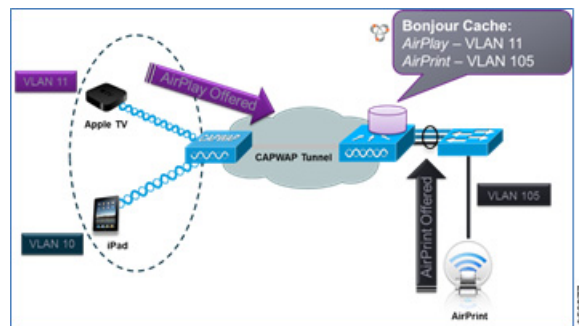 Bonjour Cache:
AirPlay – VLAN 11
AirPrint – VLAN 105
VLAN 11
AirPlay Offered
Apple TV
CAPWAP
CAPWAP Tunnel
AirPrint Offered
VLAN 105
VLAN 10
iPad
AirPrint